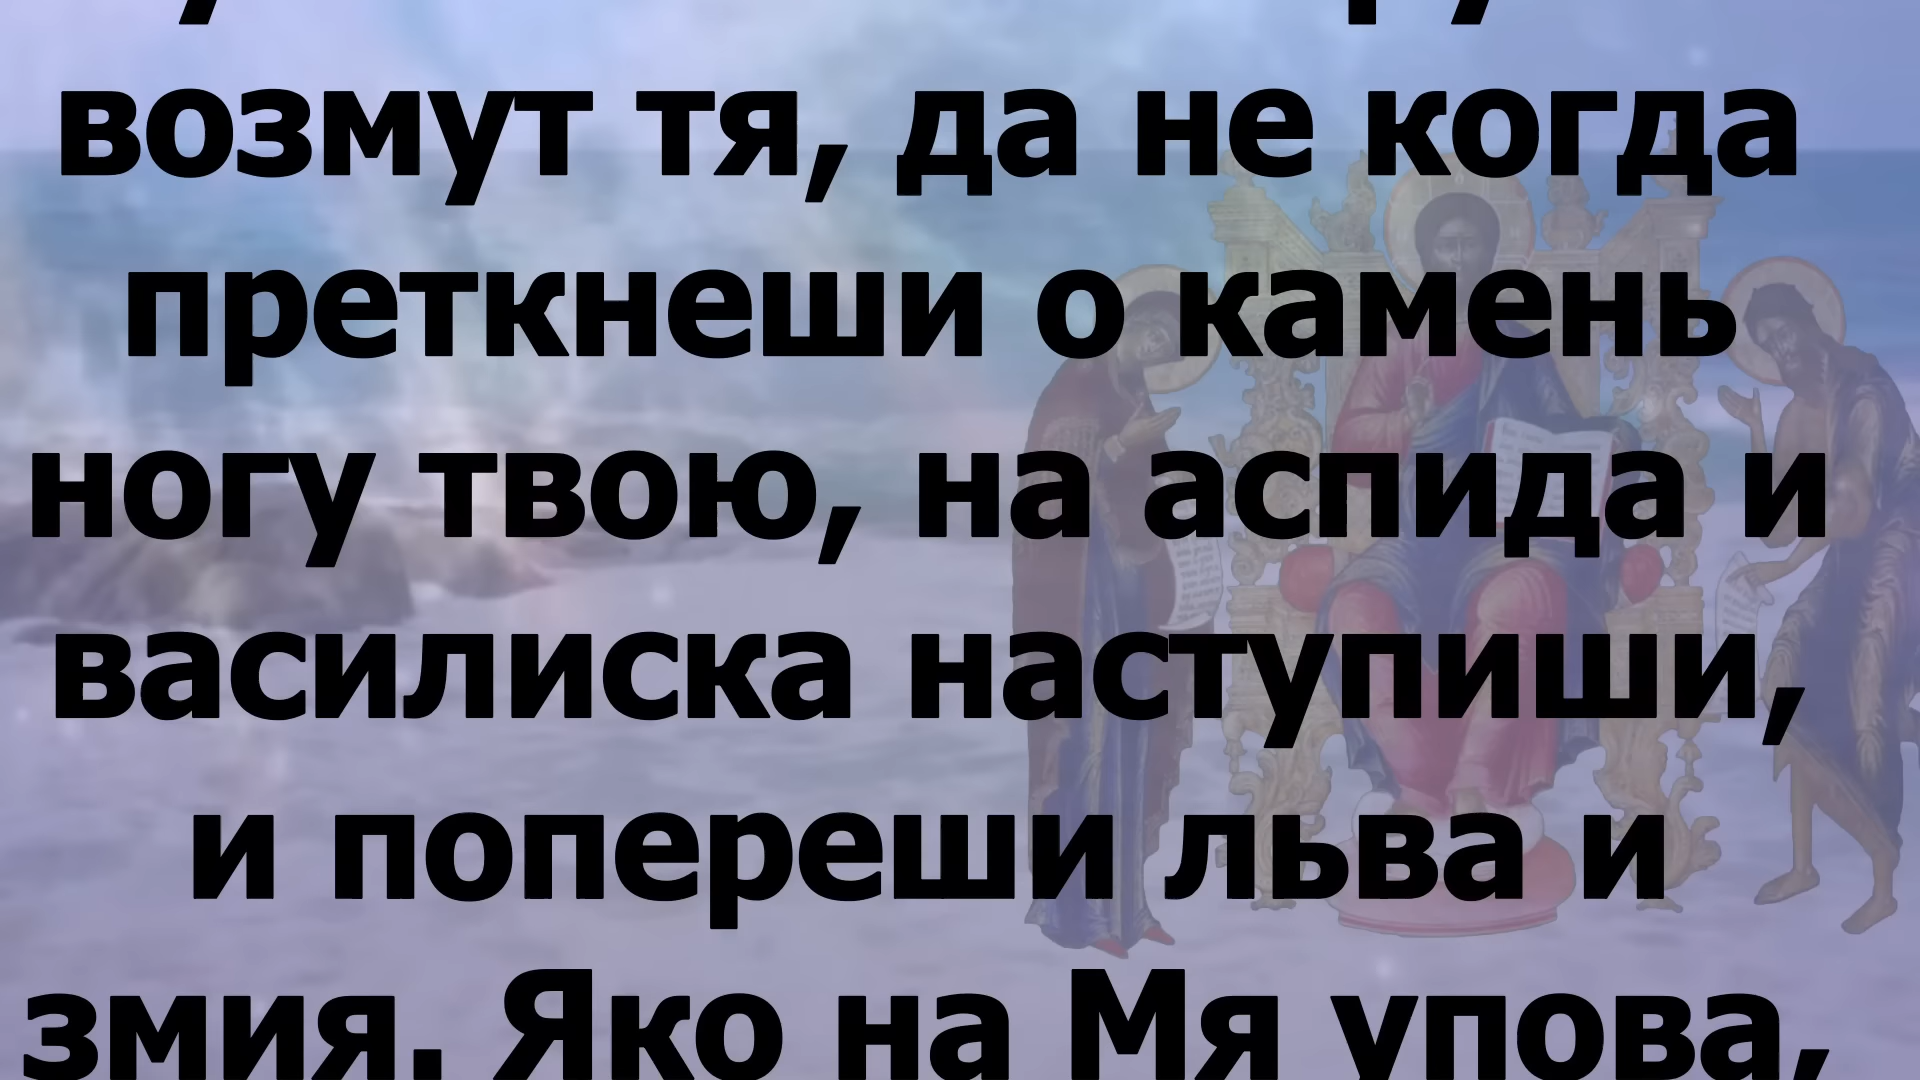 возмут тя, да не когда
преткнеши о камень
ногу твою, на аспида и
василиска наступиши,
и попереши льва и
змия. Яко на Мя упова,